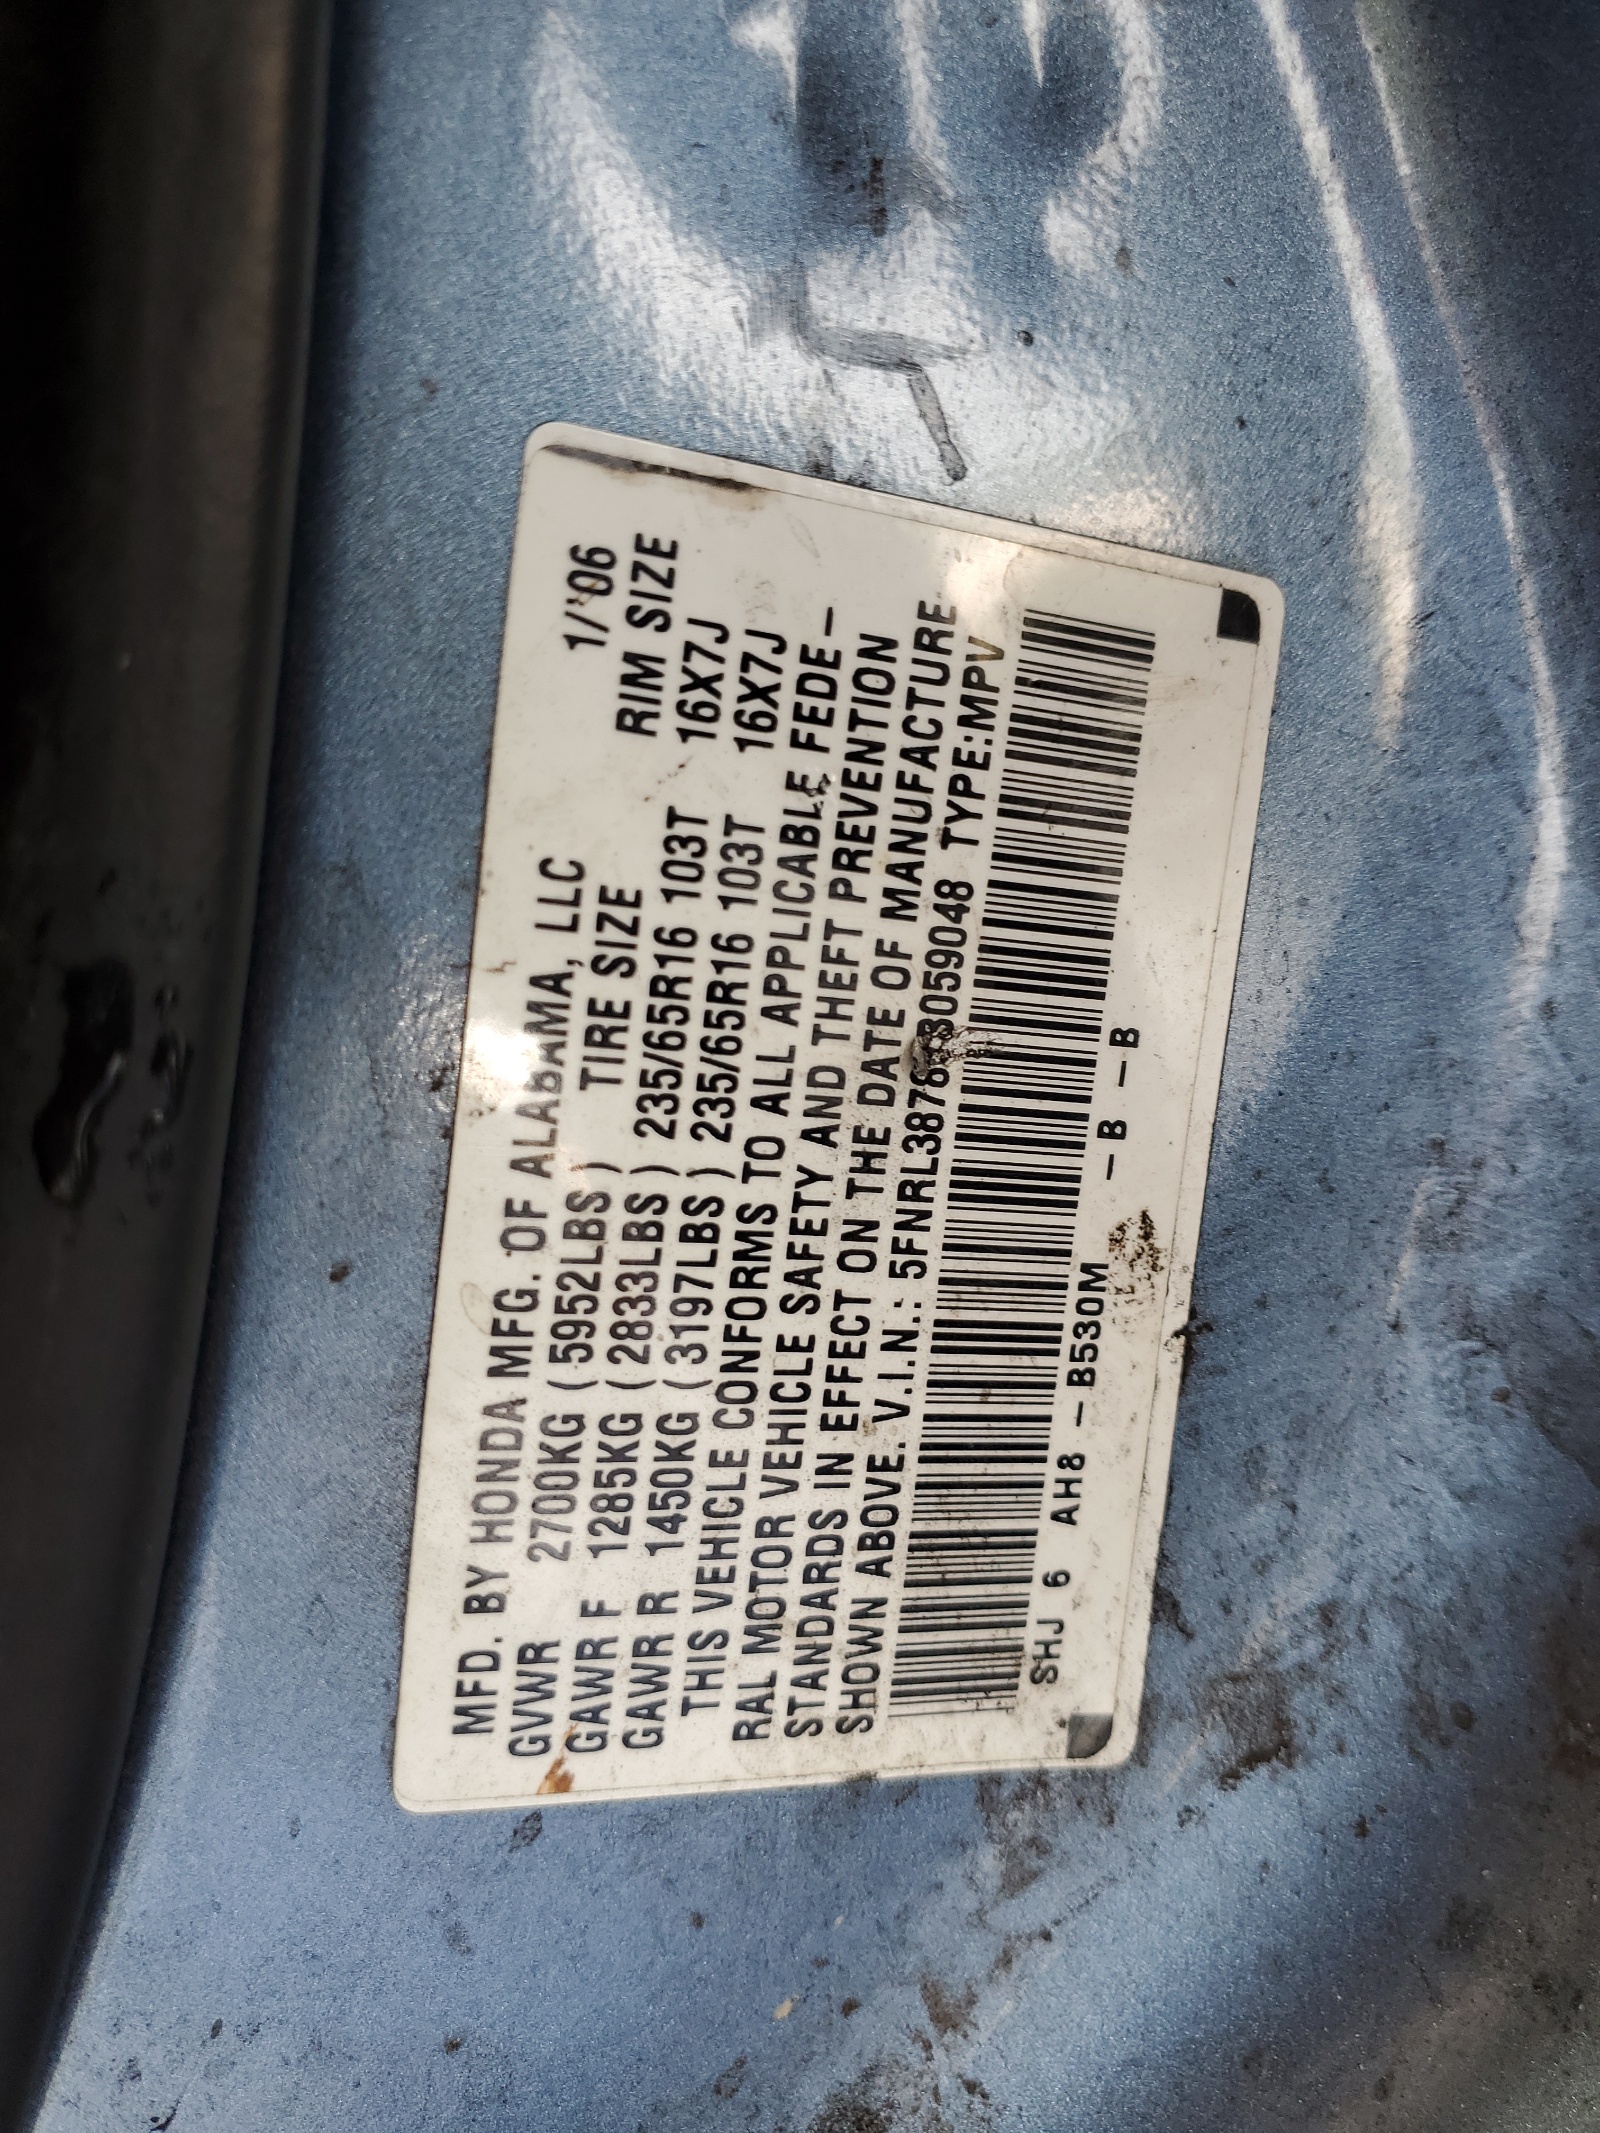 MFD. BY HONDA MFG. OF ALABAMA, LLC 1/'06
GVWR 2700KG (5952LBS) TIRE SIZE RIM SIZE
GAWR F 1285KG (2833LBS) 235/65R16 103T 16X7J
GAWR R 1450KG (3197LBS) 235/65R16 103T 16X7J
THIS VEHICLE CONFORMS TO ALL APPLICABLE FEDE–
RAL MOTOR VEHICLE SAFETY AND THEFT PREVENTION
STANDARDS IN EFFECT ON THE DATE OF MANUFACTURE
SHOWN ABOVE. V.I.N.: 5FNRL38786B059048 TYPE:MPV
SHJ 6 AH8 – B530M – B – B